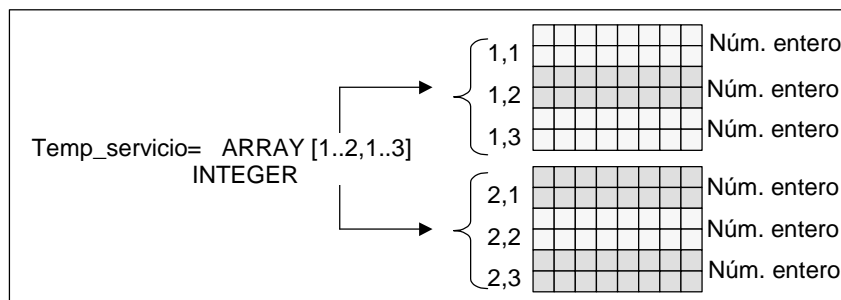 Temp_servicio= ARRAY [1..2,1..3]
INTEGER
1,1 Núm. entero
1,2 Núm. entero
1,3 Núm. entero
2,1 Núm. entero
2,2 Núm. entero
2,3 Núm. entero